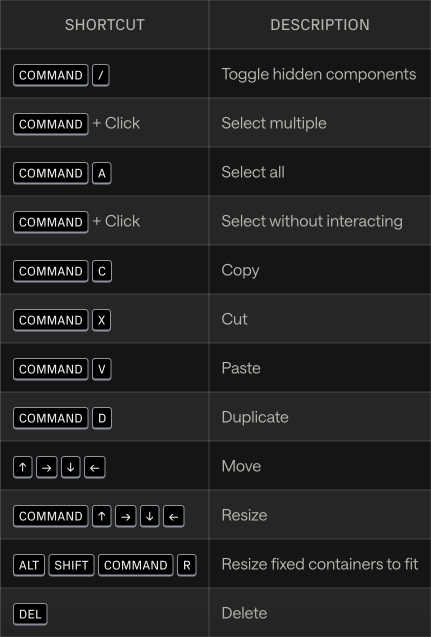 SHORTCUT DESCRIPTION
COMMAND / Toggle hidden components
COMMAND + Click Select multiple
COMMAND A Select all
COMMAND + Click Select without interacting
COMMAND C Copy
COMMAND X Cut
COMMAND V Paste
COMMAND D Duplicate
↑ → ↓ ← Move
COMMAND ↑ → ↓ ← Resize
ALT SHIFT COMMAND R Resize fixed containers to fit
DEL Delete